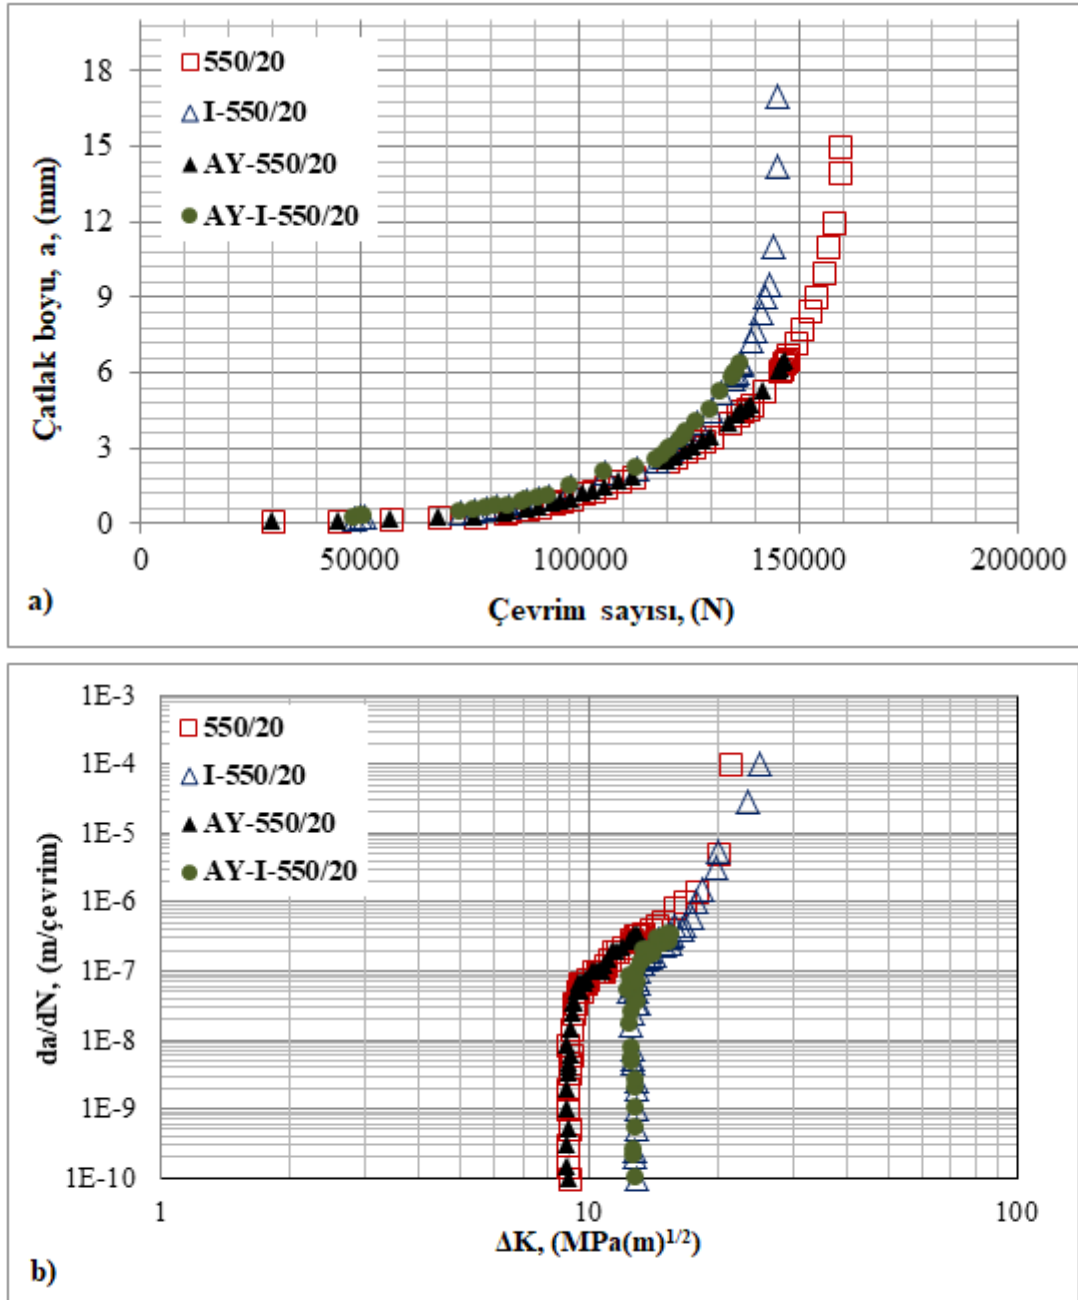 550/20
I-550/20
AY-550/20
AY-I-550/20
18
15
12
9
6
3
0
Çatlak boyu, a, (mm)
0 50000 100000 150000 200000
Çevrim sayısı, (N)
a)
1E-3
1E-4
1E-5
1E-6
1E-7
1E-8
1E-9
1E-10
550/20
I-550/20
AY-550/20
AY-I-550/20
da/dN, (m/çevrim)
1 10 100
ΔK, (MPa(m)^1/2)
b)